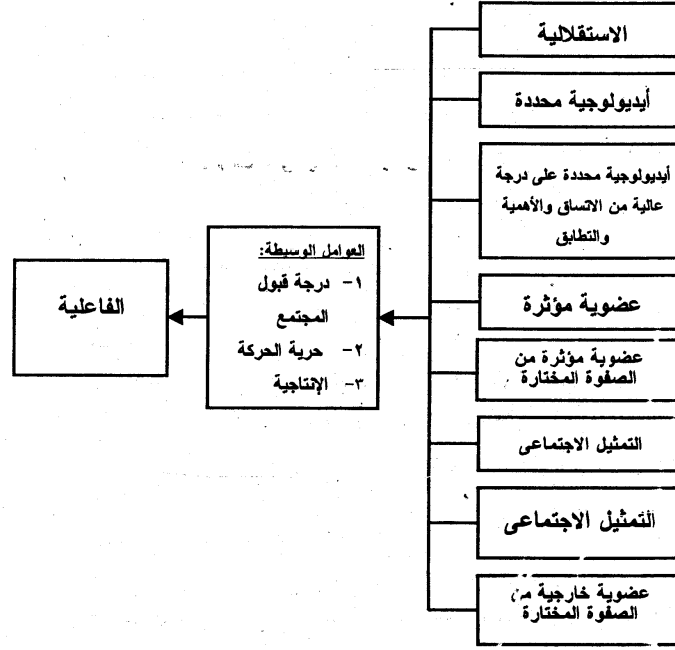 الاستقلالية
أيديولوجية محددة
أيديولوجية محددة على درجة
عالية من الاتساق والأهمية
والتطابق
عضوية مؤثرة
عضوية مؤثرة من
الصفوة المختارة
التمثيل الاجتماعى
التمثيل الاجتماعى
عضوية خارجية من
الصفوة المختارة
العوامل الوسيطة:
١- درجة قبول
المجتمع
٢- حرية الحركة
٣- الإنتاجية
الفاعلية